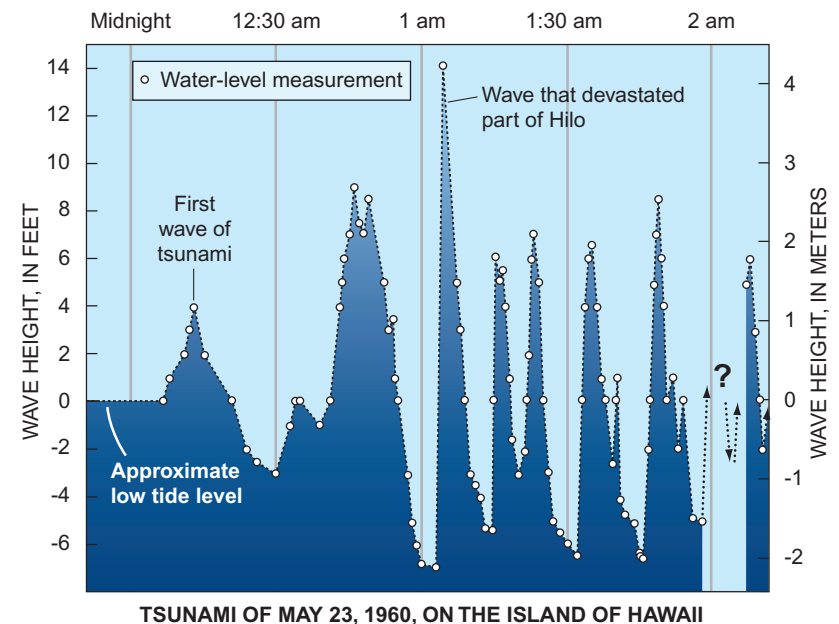 Midnight 12:30 am 1 am 1:30 am 2 am
Water-level measurement
Wave that devastated
part of Hilo
First
wave of
tsunami
?
Approximate
low tide level
WAVE HEIGHT, IN FEET
14
12
10
8
6
4
2
0
-2
-4
-6
WAVE HEIGHT, IN METERS
4
3
2
1
0
-1
-2
TSUNAMI OF MAY 23, 1960, ON THE ISLAND OF HAWAII